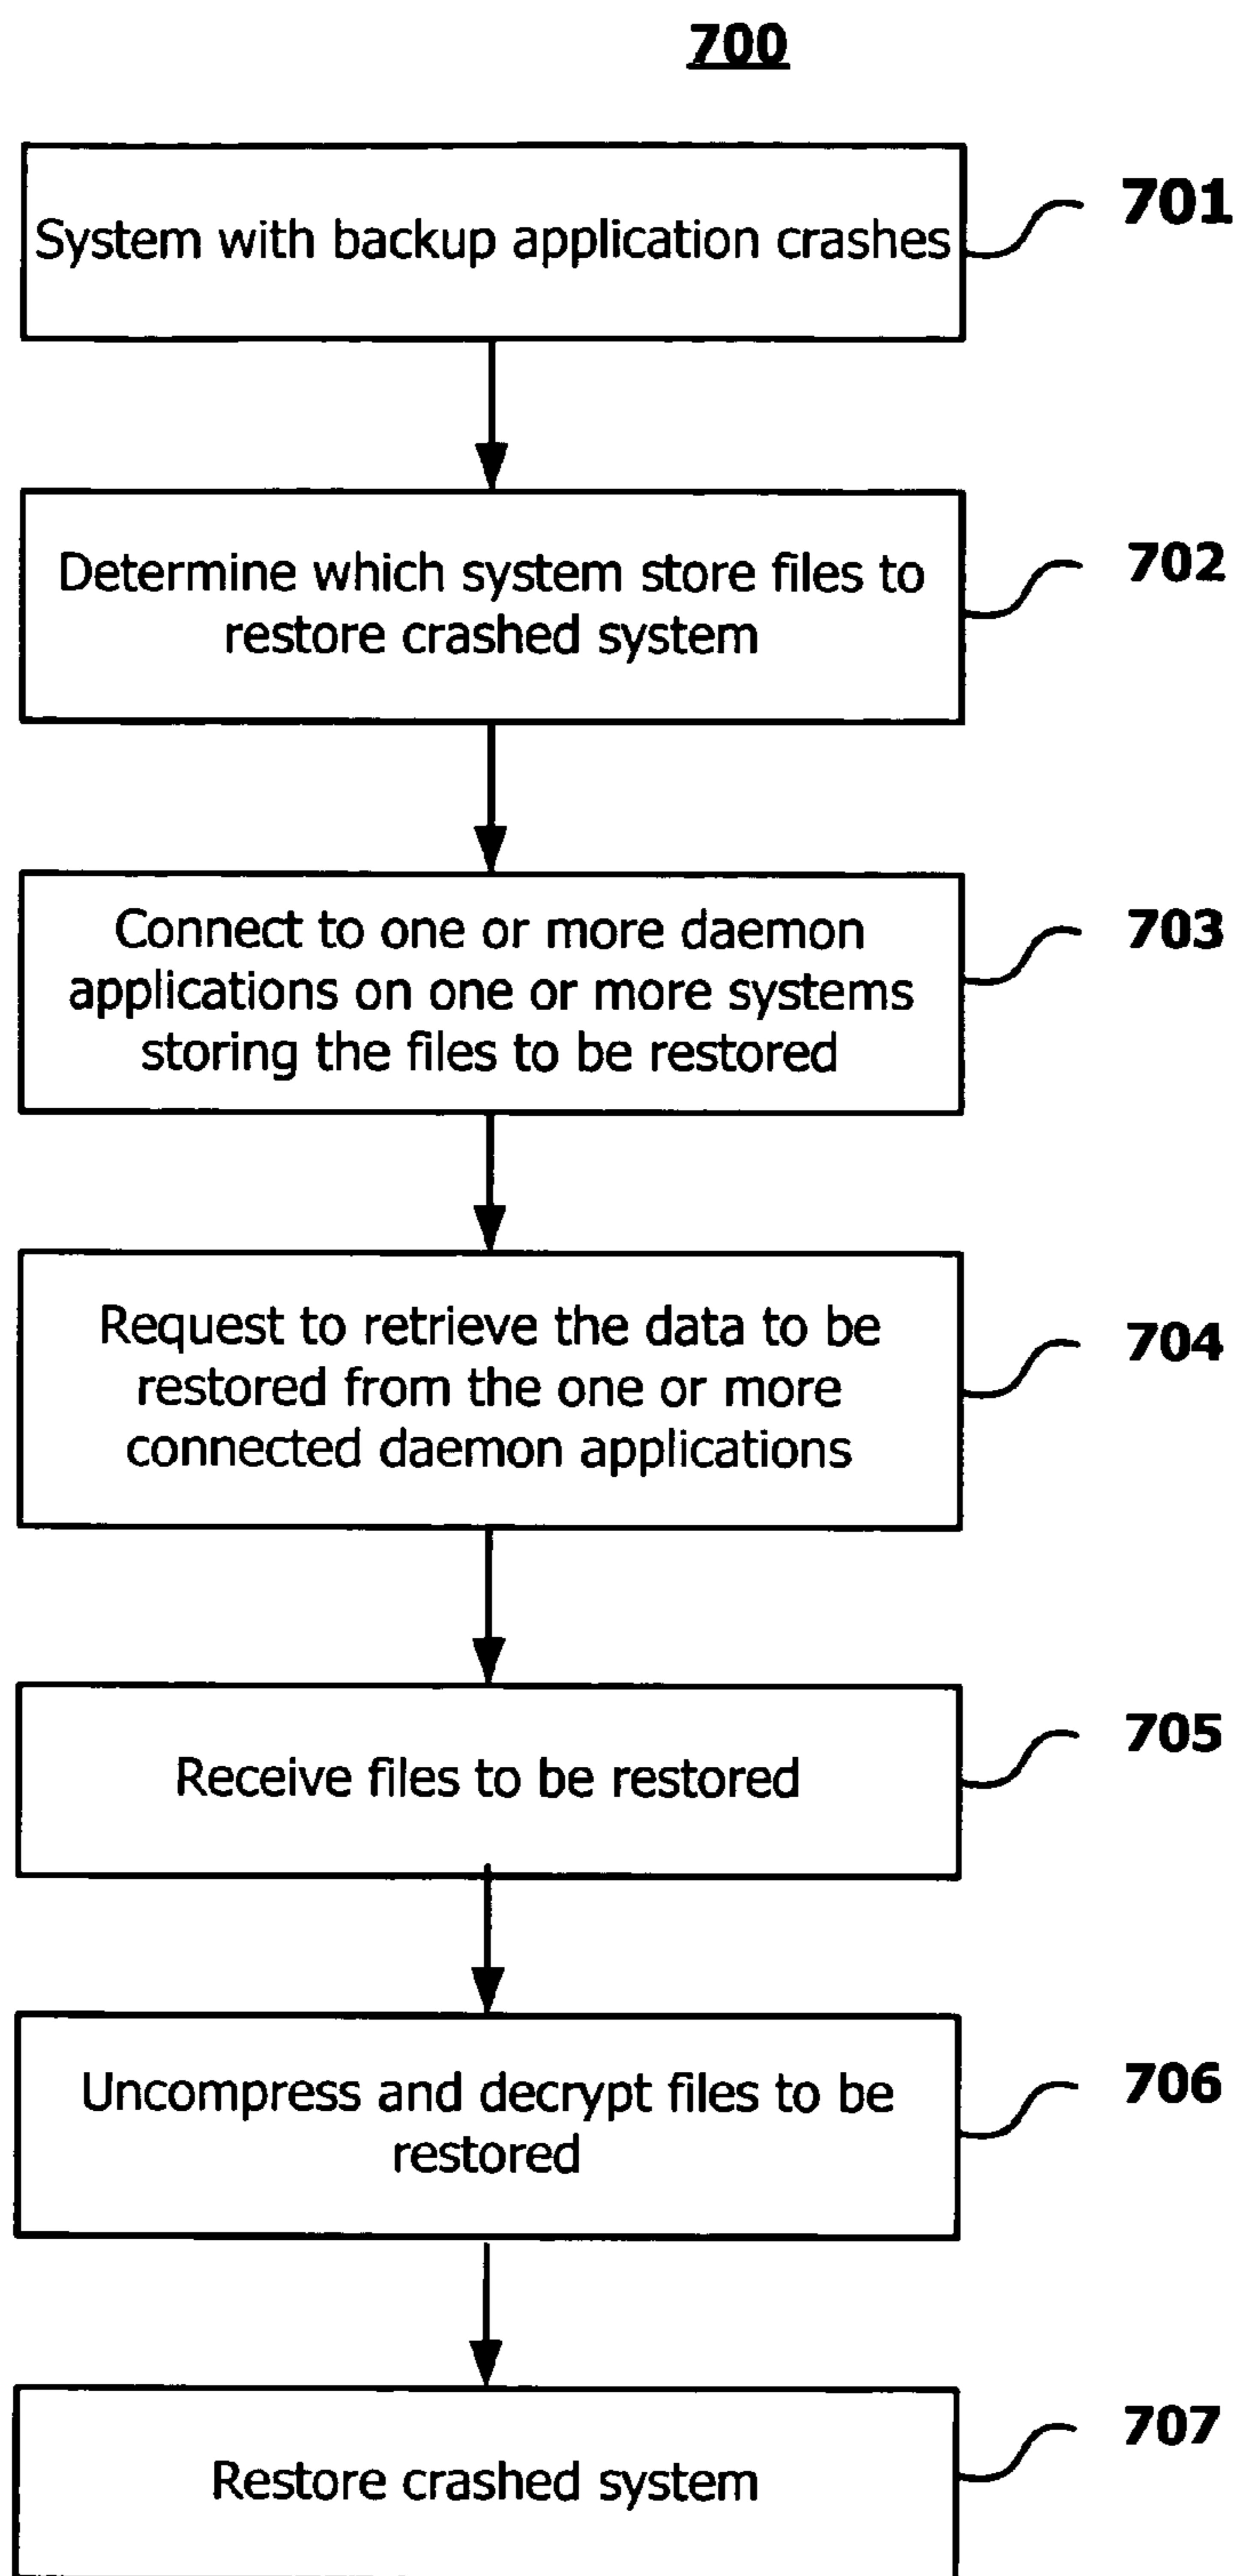 700
System with backup application crashes
701
Determine which system store files to
restore crashed system
702
Connect to one or more daemon
applications on one or more systems
storing the files to be restored
703
Request to retrieve the data to be
restored from the one or more
connected daemon applications
704
Receive files to be restored
705
Uncompress and decrypt files to be
restored
706
Restore crashed system
707